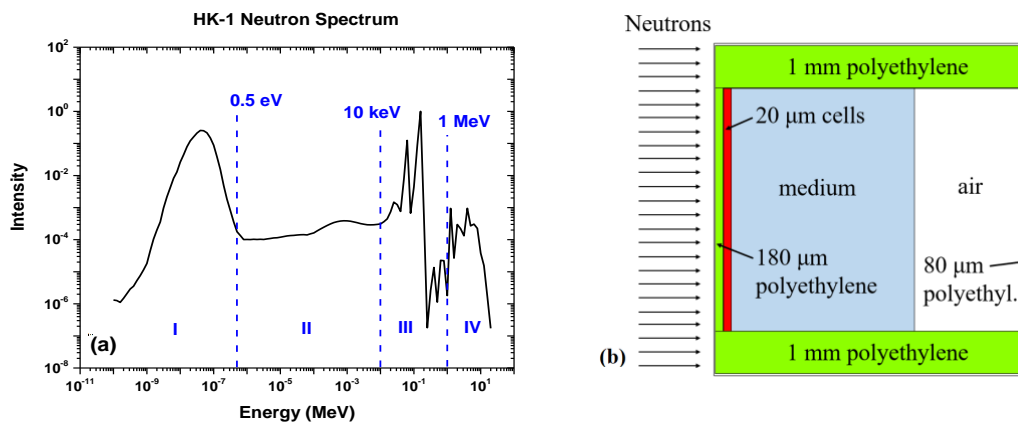 HK-1 Neutron Spectrum
10^2
10^0
10^-2
10^-4
10^-6
10^-8
Intensity
0.5 eV
10 keV
1 MeV
I
II
III
IV
(a)
10^-11
10^-9
10^-7
10^-5
10^-3
10^-1
10^1
Energy (MeV)
Neutrons
1 mm polyethylene
20 μm cells
medium
air
180 μm
polyethylene
80 μm
polyethyl.
(b)
1 mm polyethylene